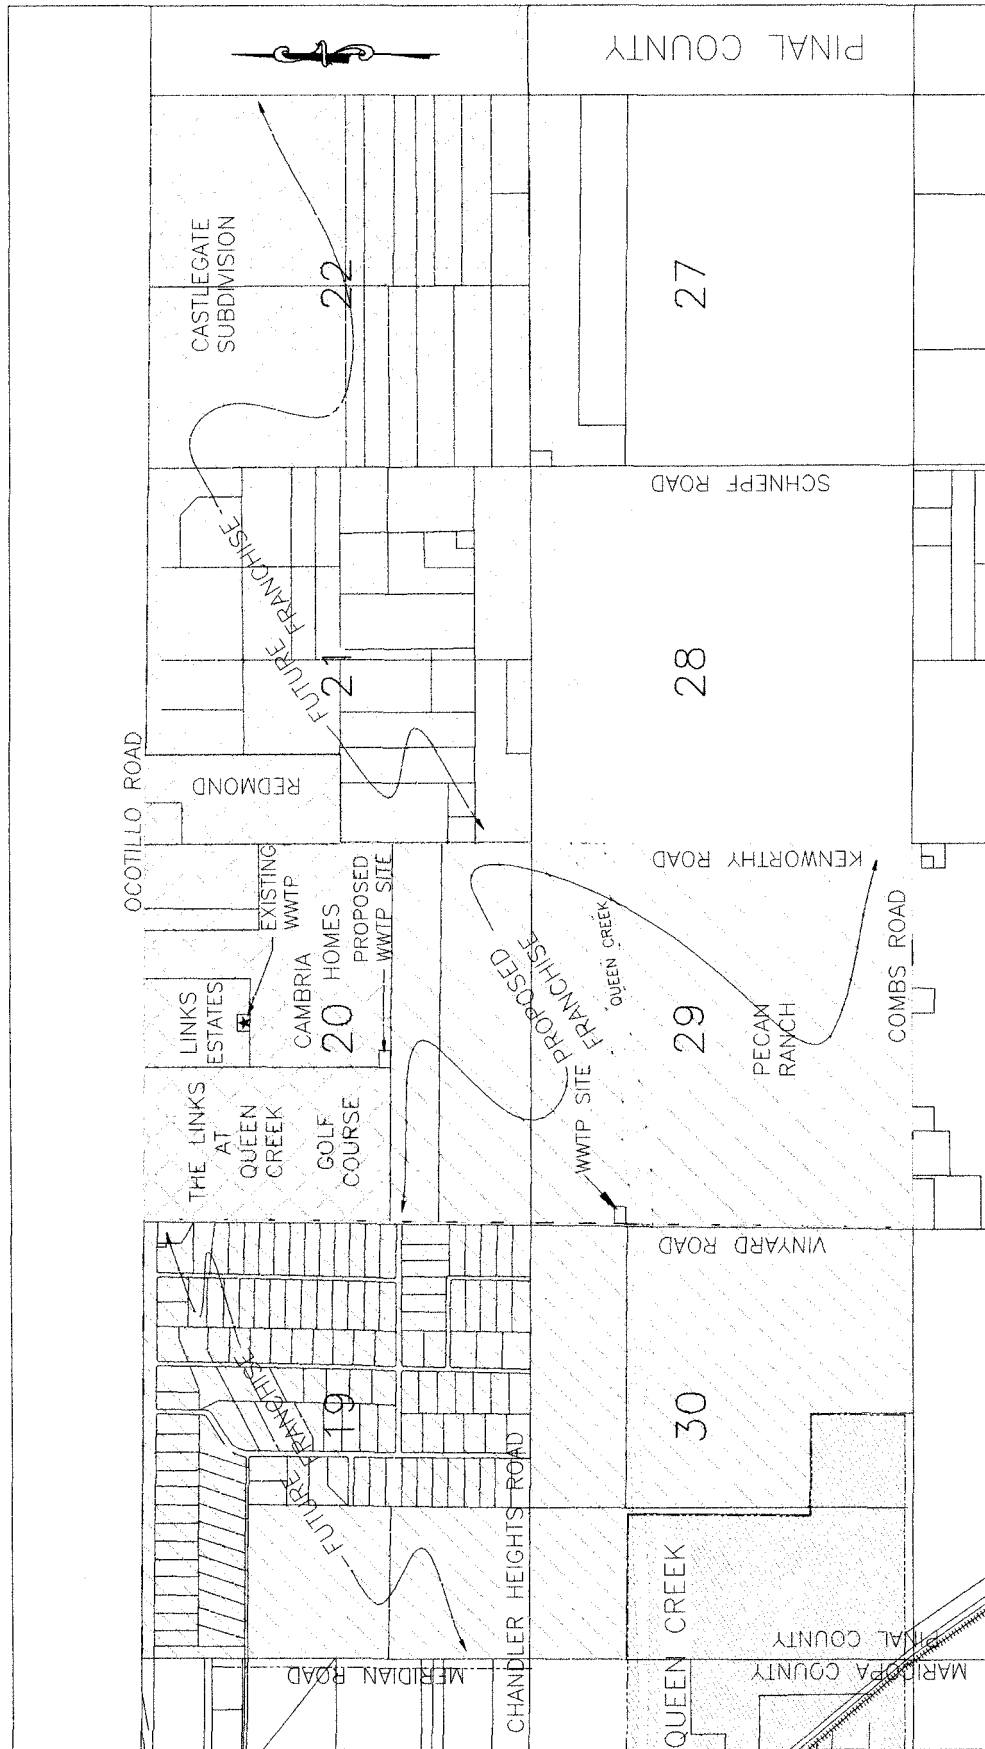 PINAL COUNTY
CASTLEGATE
SUBDIVISION
22
27
SCHNEPF ROAD
FUTURE FRANCHISE
21
28
OCOTILLO ROAD
REDMOND
KENWORTHY ROAD
EXISTING
WWTP
PROPOSED
WWTP SITE
CAMBRIA
20 HOMES
LINKS
ESTATES
THE LINKS
AT
QUEEN
CREEK
GOLF
COURSE
PROPOSED
FRANCHISE
QUEEN CREEK
29
PECAN
RANCH
COMBS ROAD
WWTP SITE
VINYARD ROAD
FUTURE FRANCHISE
19
30
CHANDLER HEIGHTS ROAD
MERIDIAN ROAD
QUEEN CREEK
PINAL COUNTY
MARICOPA COUNTY